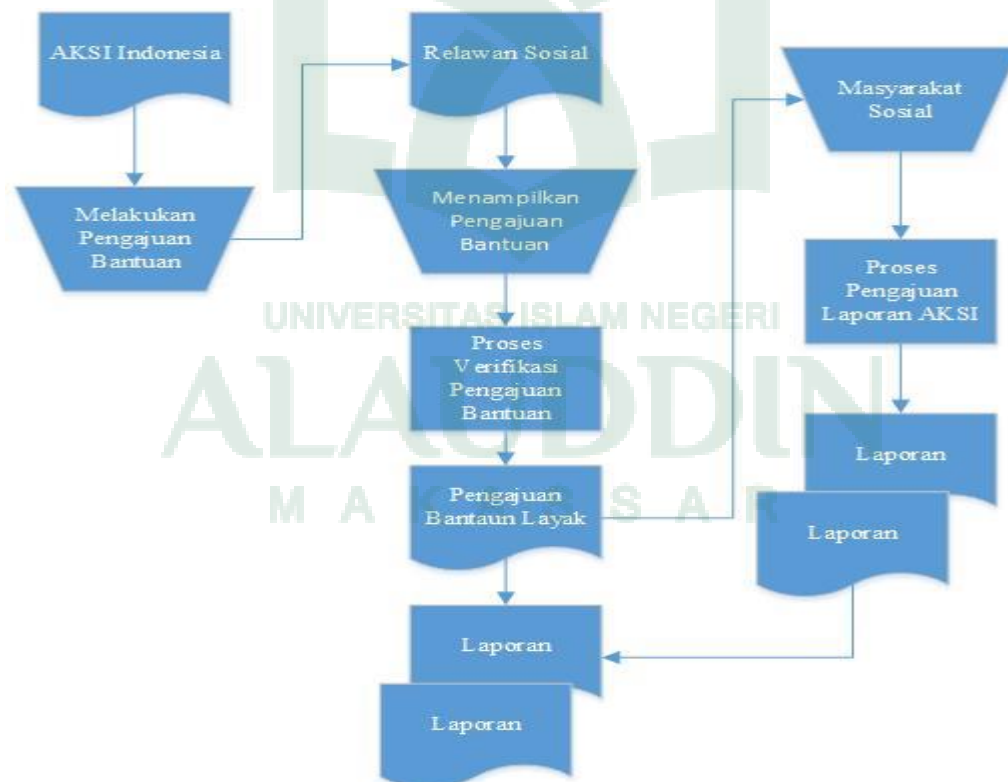 AKSI Indonesia
Melakukan
Pengajuan
Bantuan
Relawan Sosial
Menampilkan
Pengajuan
Bantuan
Proses
Verifikasi
Pengajuan
Bantuan
Pengajuan
Bantaun Layak
Laporan
Laporan
Masyarakat
Sosial
Proses
Pengajuan
Laporan AKSI
Laporan
Laporan
UNIVERSITAS ISLAM NEGERI
ALAUDDIN
MAKASSAR